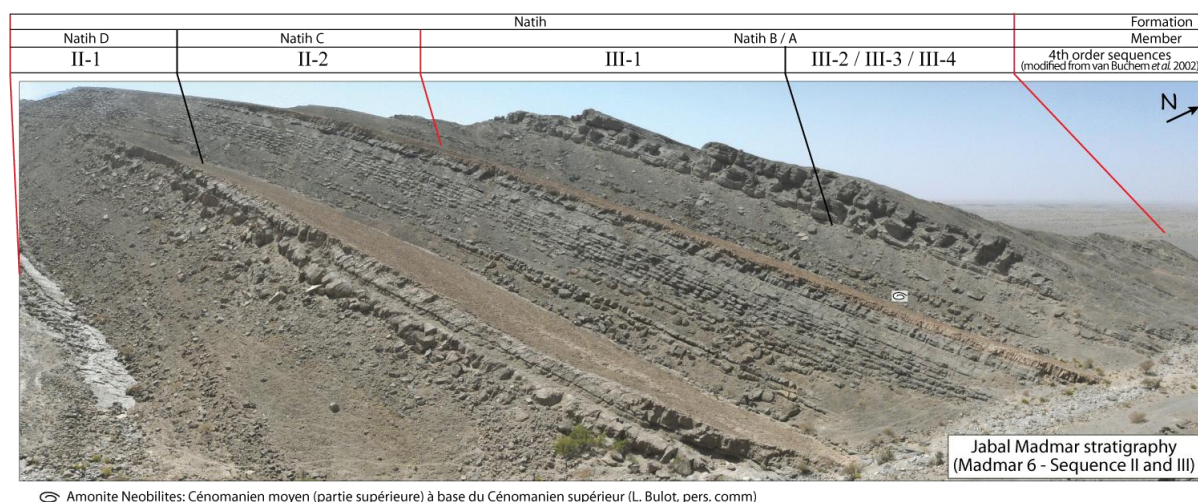 Natih Formation
Natih D Natih C Natih B / A Member
II-1 II-2 III-1 III-2 / III-3 / III-4 4th order sequences
(modified from van Buchem et al. 2002)
N
Jabal Madmar stratigraphy
(Madmar 6 - Sequence II and III)
Amonite Neobilites: Cénomanien moyen (partie supérieure) à base du Cénomanien supérieur (L. Bulot, pers. comm)